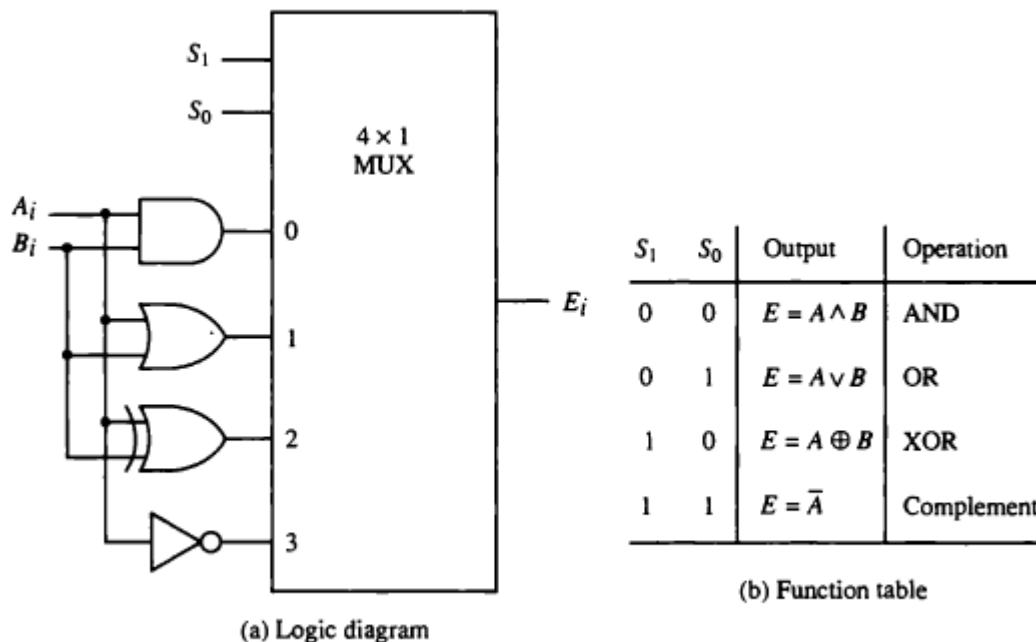 S₁
S₀
4 × 1
MUX
Aᵢ
Bᵢ
0
1
2
3
Eᵢ
(a) Logic diagram
S₁ S₀ Output Operation
0 0 E = A ∧ B AND
0 1 E = A ∨ B OR
1 0 E = A ⊕ B XOR
1 1 E = A̅ Complement
(b) Function table